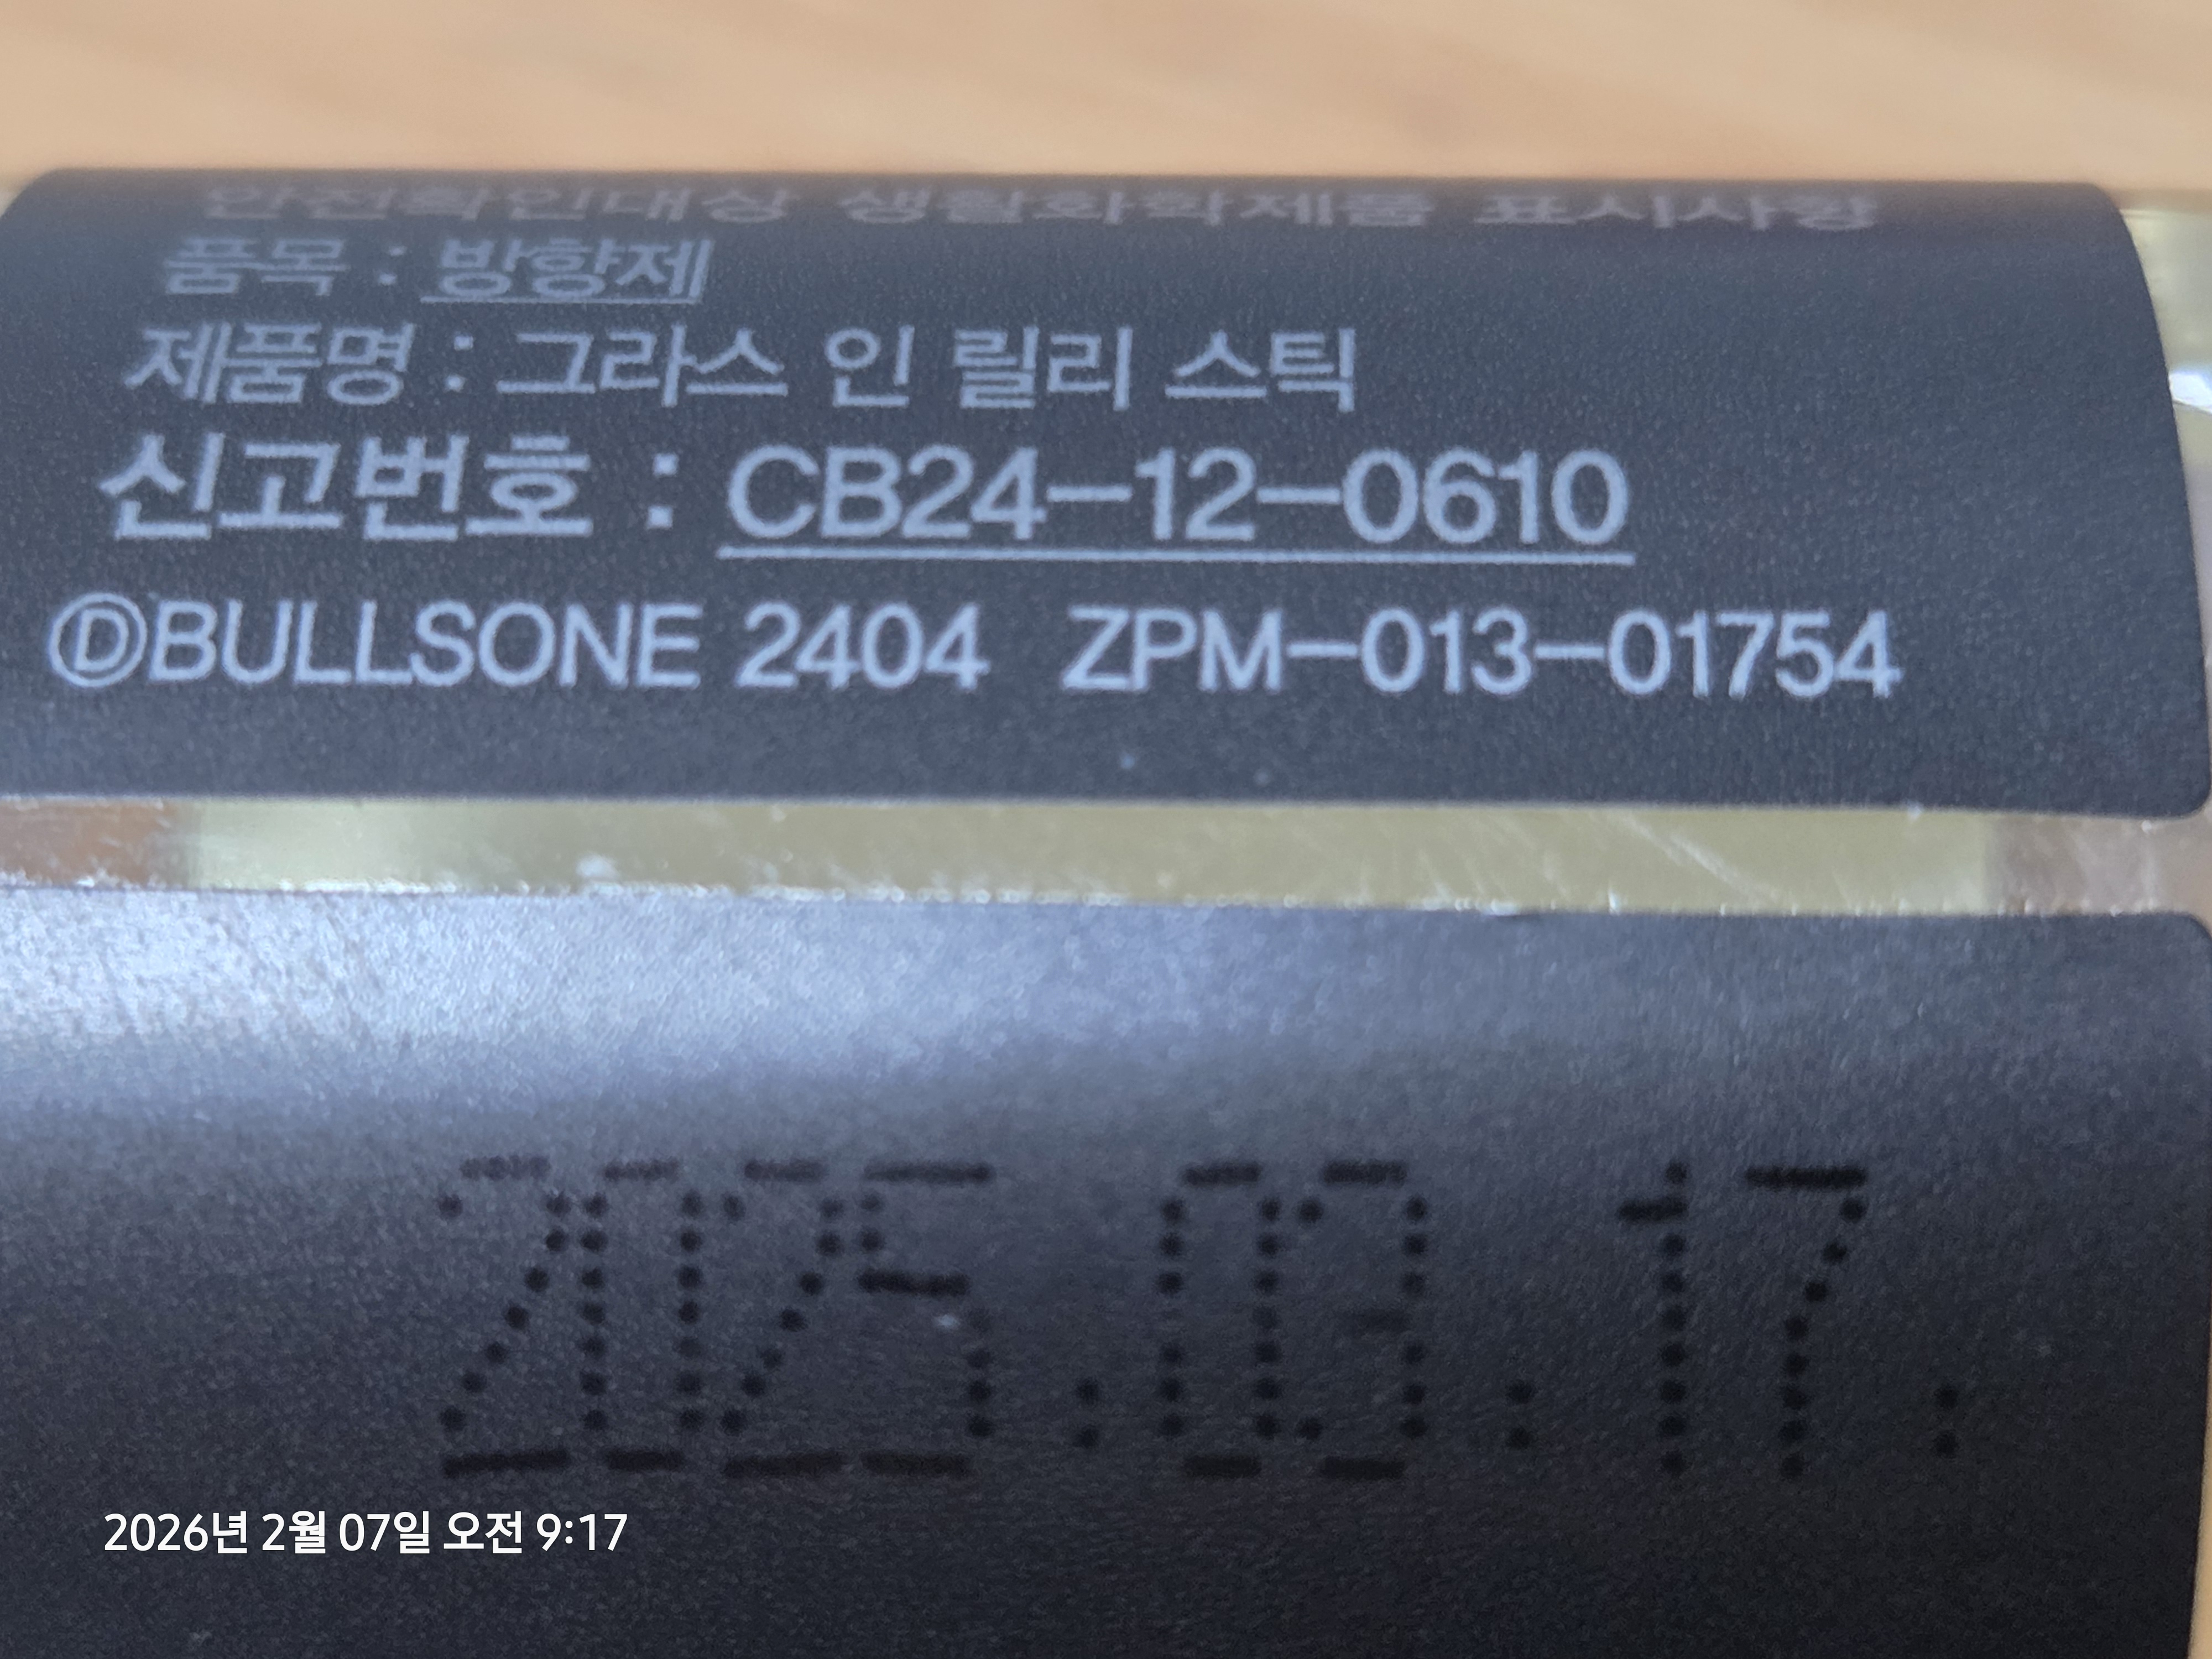 안전확인대상 생활화학제품 표시사항
품목 : 방향제
제품명 : 그라스 인 릴리 스틱
신고번호 : CB24-12-0610
ⒹBULLSONE 2404 ZPM-013-01754
2025.03.17.
2026년 2월 07일 오전 9:17